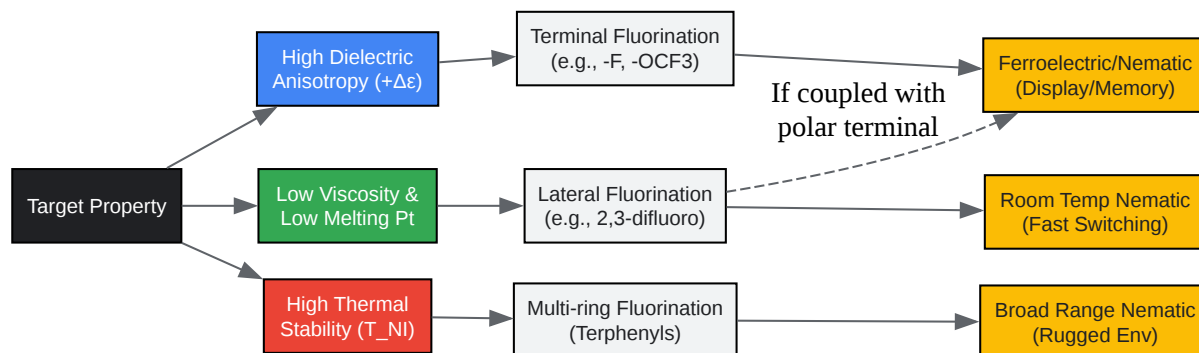 High Dielectric
Anisotropy (+Δε)
Terminal Fluorination
(e.g., -F, -OCF3)
Ferroelectric/Nematic
(Display/Memory)
If coupled with
polar terminal
Target Property
Low Viscosity &
Low Melting Pt
Lateral Fluorination
(e.g., 2,3-difluoro)
Room Temp Nematic
(Fast Switching)
High Thermal
Stability (T_NI)
Multi-ring Fluorination
(Terphenyls)
Broad Range Nematic
(Rugged Env)